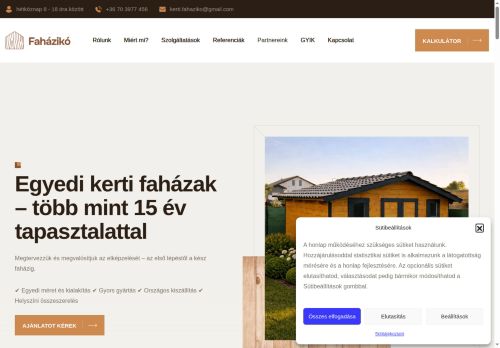 hétköznap 8 - 16 óra között
+36 70 3977 456
kerti.fahaziko@gmail.com
Faházikó
Rólunk
Miért mi?
Szolgáltatások
Referenciák
Partnereink
GYIK
Kapcsolat
KALKULÁTOR
Egyedi kerti faházak
– több mint 15 év
tapasztalattal
Megtervezzük és megvalósítjuk az elképzelését – az első lépéstől a kész
faházig.
✔ Egyedi méret és kialakítás ✔ Gyors gyártás ✔ Országos kiszállítás ✔
Helyszíni összeszerelés
AJÁNLATOT KÉREK
Sütibeállítások
A honlap működéséhez szükséges sütiket használunk.
Hozzájárulásoddal statisztikai sütiket is alkalmazunk a látogatottság
mérésére és a honlap fejlesztésére. Az opcionális sütiket
elutasíthatod, választásodat pedig bármikor módosíthatod a
Sütibeállítások gombbal.
Összes elfogadása
Elutasítás
Beállítások
Sütitájékoztató